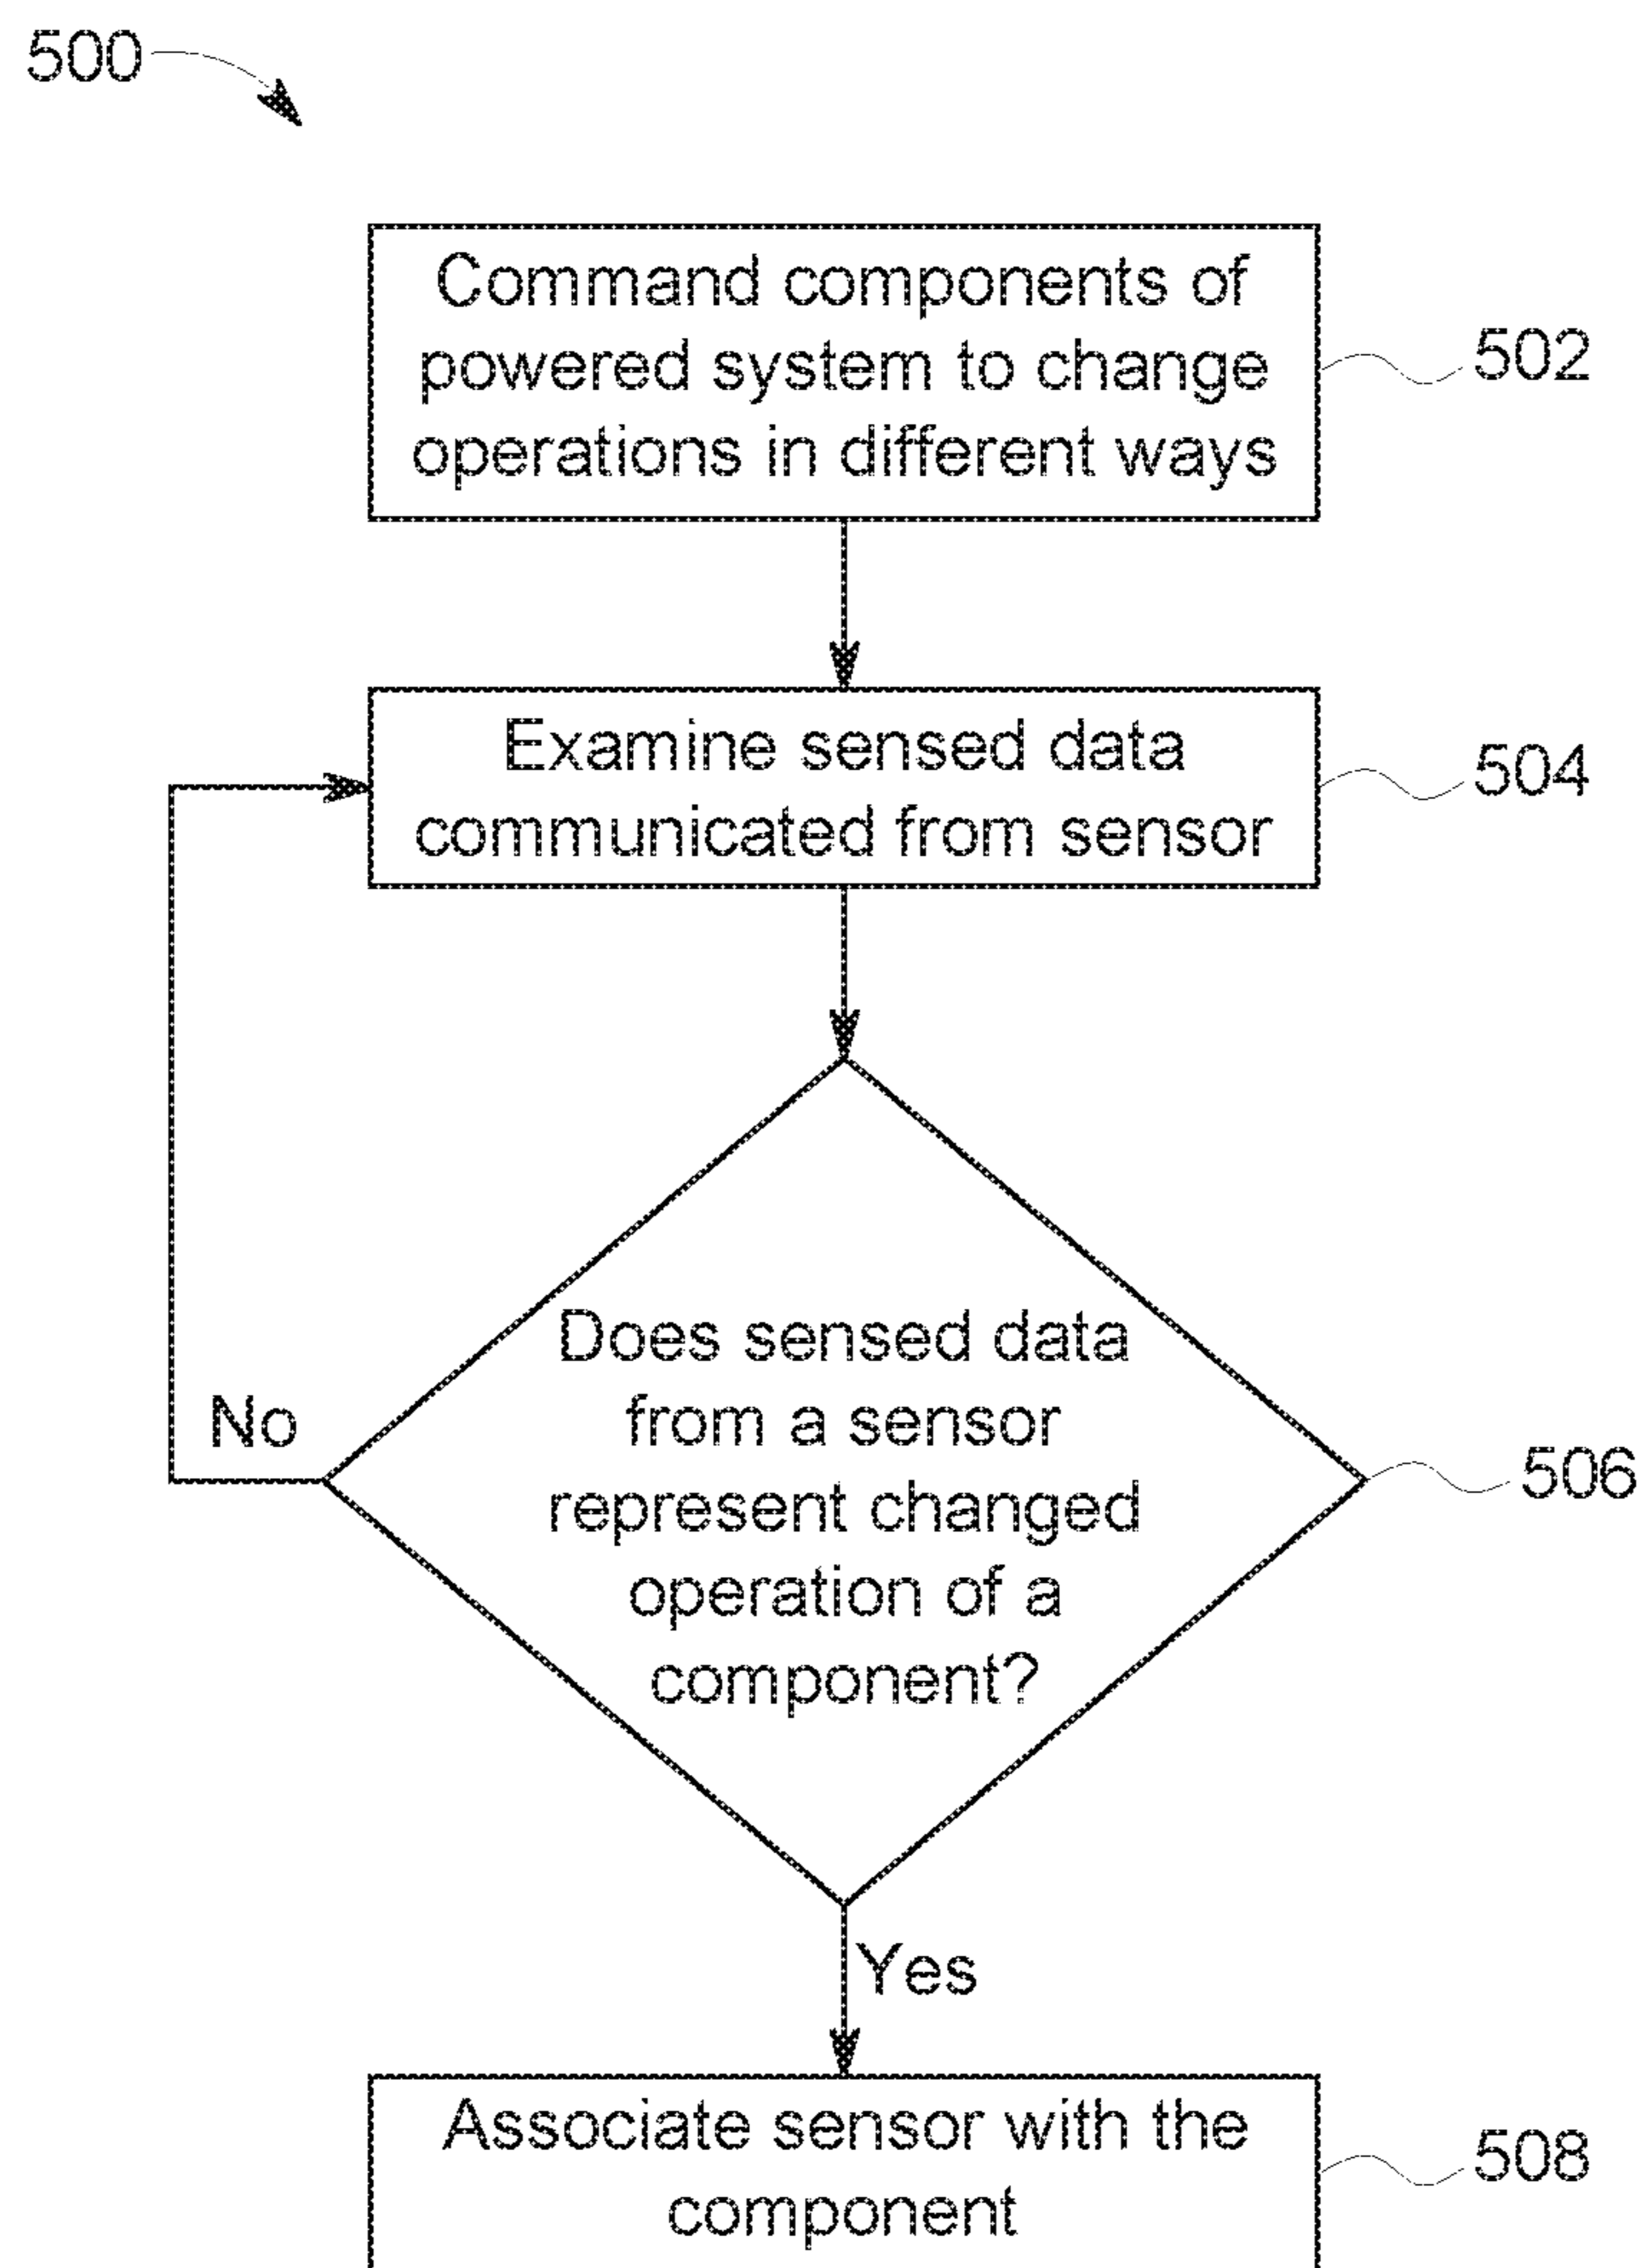 500
Command components of
powered system to change
operations in different ways
502
Examine sensed data
communicated from sensor
504
Does sensed data
from a sensor
represent changed
operation of a
component?
506
No
Yes
Associate sensor with the
component
508